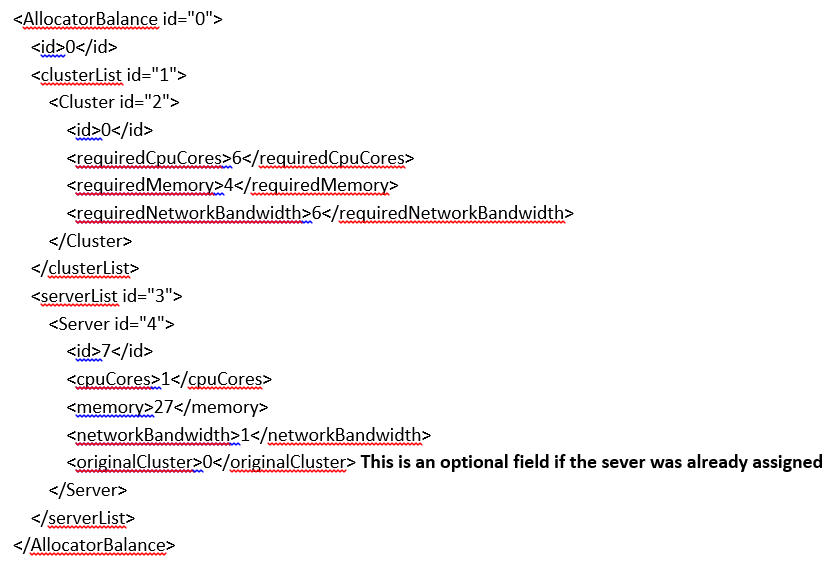 <AllocatorBalance id="0">
<id>0</id>
<clusterList id="1">
<Cluster id="2">
<id>0</id>
<requiredCpuCores>6</requiredCpuCores>
<requiredMemory>4</requiredMemory>
<requiredNetworkBandwidth>6</requiredNetworkBandwidth>
</Cluster>
</clusterList>
<serverList id="3">
<Server id="4">
<id>7</id>
<cpuCores>1</cpuCores>
<memory>27</memory>
<networkBandwidth>1</networkBandwidth>
<originalCluster>0</originalCluster> This is an optional field if the sever was already assigned
</Server>
</serverList>
</AllocatorBalance>